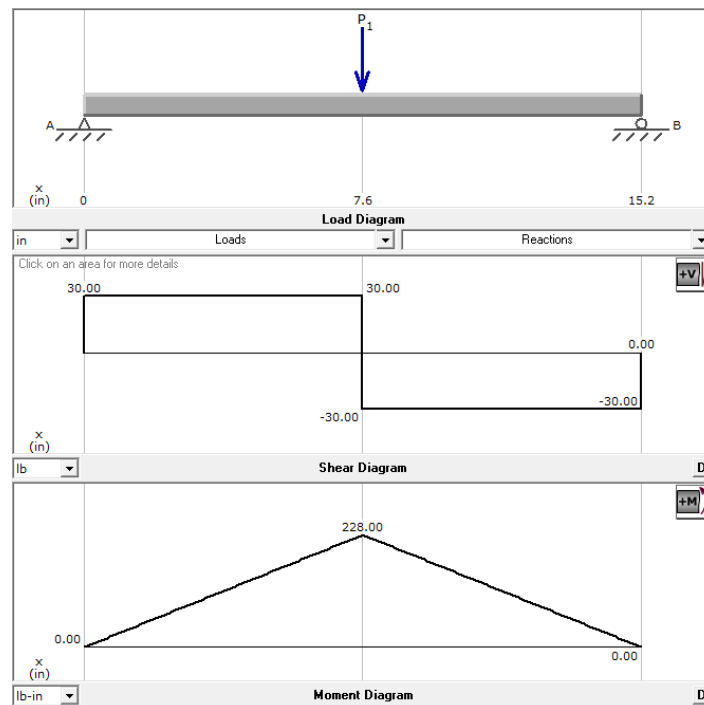 P1
A B
x
(in) 0 7.6 15.2
Load Diagram
in Loads Reactions
Click on an area for more details
30.00 30.00 +V
0.00
-30.00
-30.00
x
(in)
lb Shear Diagram D
+M
228.00
0.00
0.00
x
(in)
lb-in Moment Diagram D